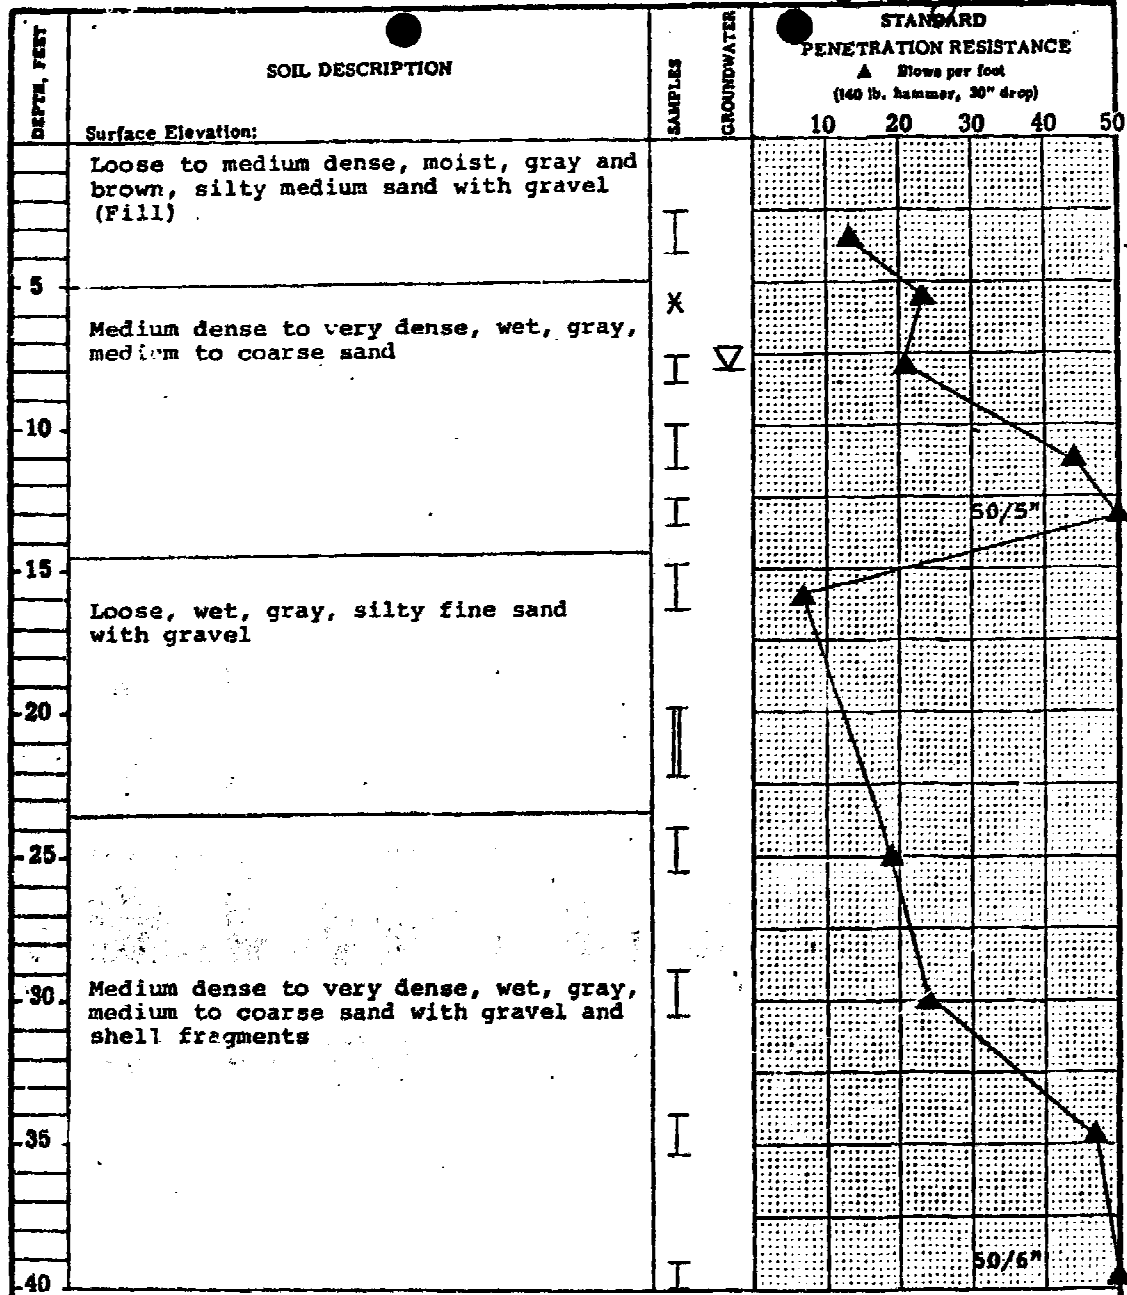 DEPTH, FEET
SOIL DESCRIPTION
Surface Elevation:
SAMPLES
GROUNDWATER
STANDARD
PENETRATION RESISTANCE
▲ Blows per foot
(140 lb. hammer, 30" drop)
10 20 30 40 50
Loose to medium dense, moist, gray and
brown, silty medium sand with gravel
(Fill)
5
Medium dense to very dense, wet, gray,
medium to coarse sand
10
50/5"
15
Loose, wet, gray, silty fine sand
with gravel
20
25
30
Medium dense to very dense, wet, gray,
medium to coarse sand with gravel and
shell fragments
35
50/6"
40